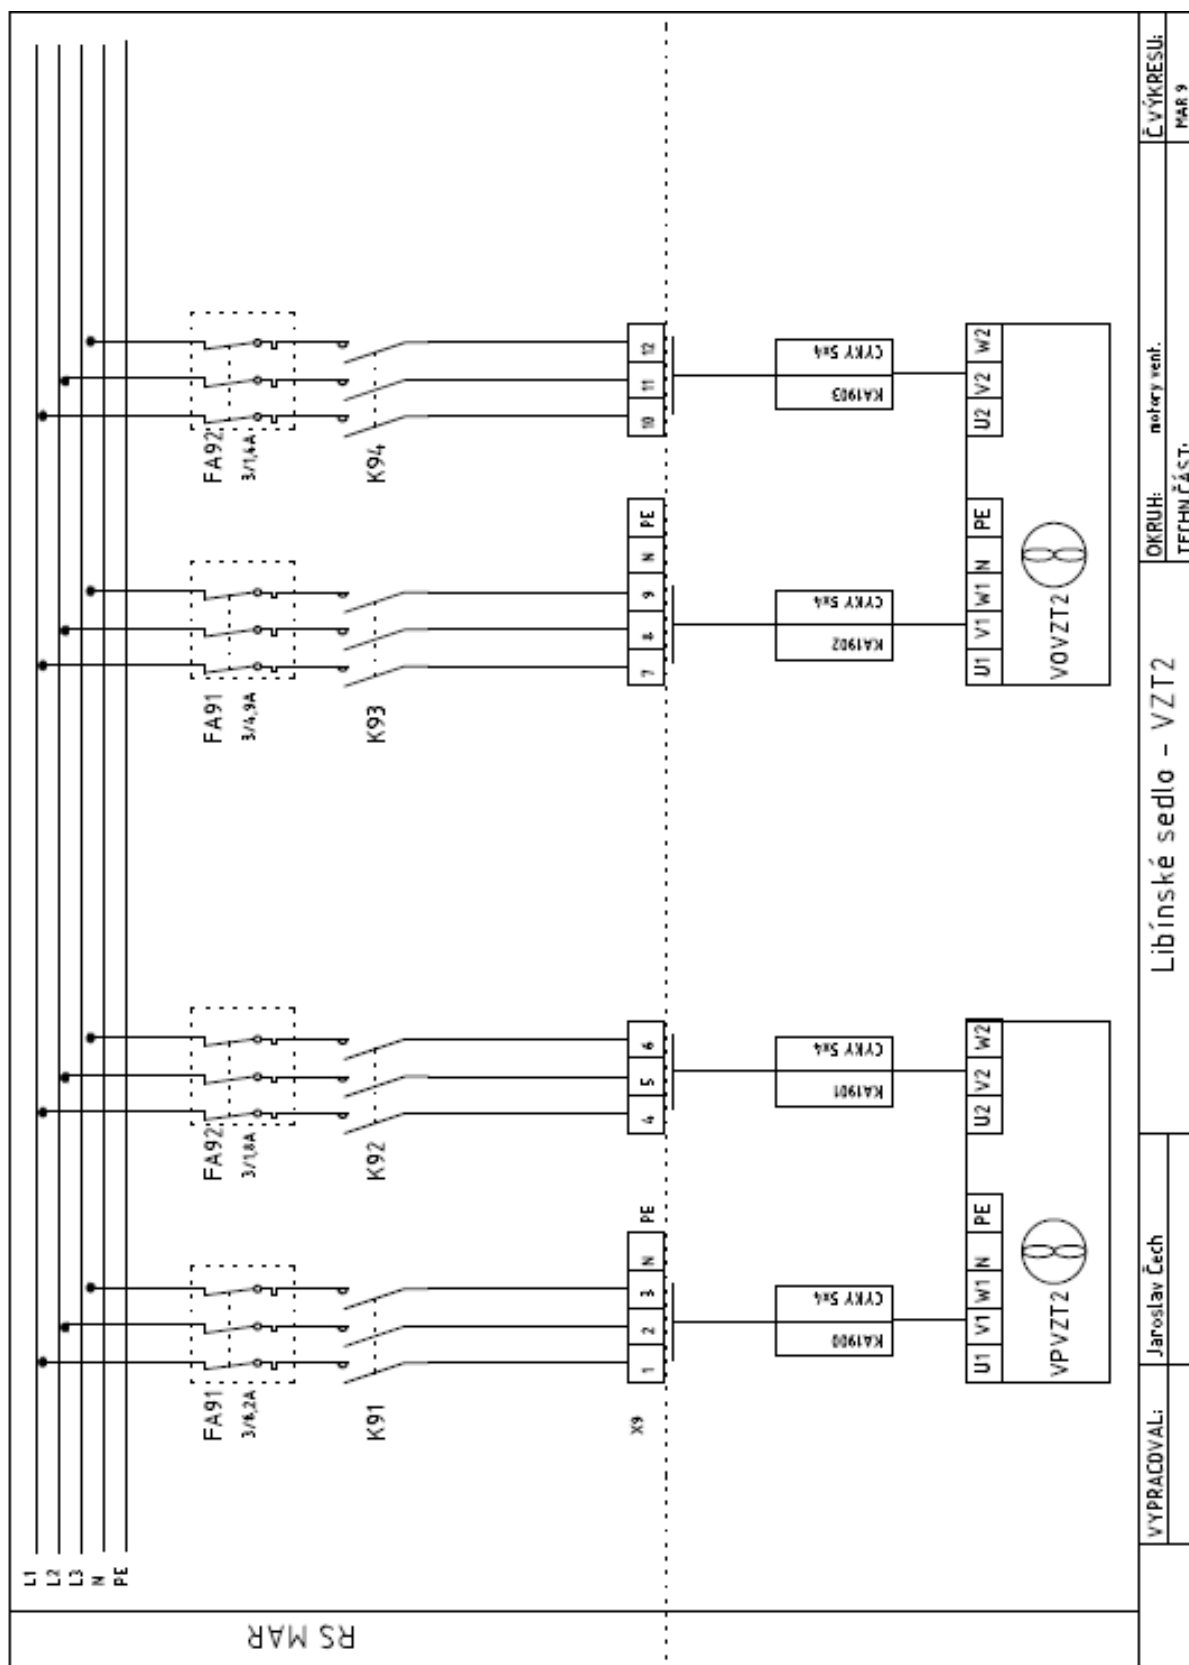 RS MAR
L1
L2
L3
N
PE
FA91
3/6,2A
FA92
3/1,8A
FA91
3/4,9A
FA92
3/1,4A
K91
K92
K93
K94
X9
1 2 3 N PE
4 5 6
7 8 9 N PE
10 11 12
KA1900
CYKY 5x4
KA1901
CYKY 5x4
KA1902
CYKY 5x4
KA1903
CYKY 5x4
U1 V1 W1 N PE
U2 V2 W2
VPVZT2
U1 V1 W1 N PE
U2 V2 W2
VOVZT2
VYPRACOVAL:
Jaroslav Čech
Libínské sedlo - VZT2
OKRUH: motory vent.
TECHN.ČÁST:
Č.VÝKRESU:
MAR 9